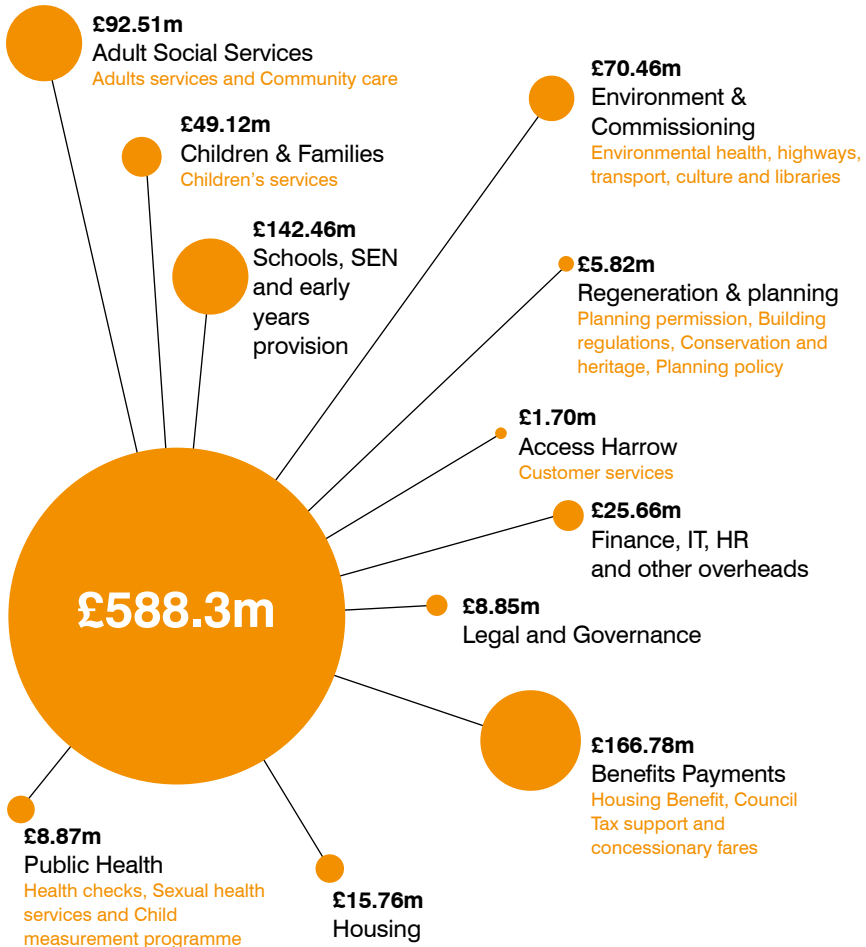 £92.51m
Adult Social Services
Adults services and Community care
£49.12m
Children & Families
Children's services
£142.46m
Schools, SEN
and early
years
provision
£70.46m
Environment &
Commissioning
Environmental health, highways,
transport, culture and libraries
£5.82m
Regeneration & planning
Planning permission, Building
regulations, Conservation and
heritage, Planning policy
£1.70m
Access Harrow
Customer services
£25.66m
Finance, IT, HR
and other overheads
£588.3m
£8.85m
Legal and Governance
£166.78m
Benefits Payments
Housing Benefit, Council
Tax support and
concessionary fares
£8.87m
Public Health
Health checks, Sexual health
services and Child
measurement programme
£15.76m
Housing